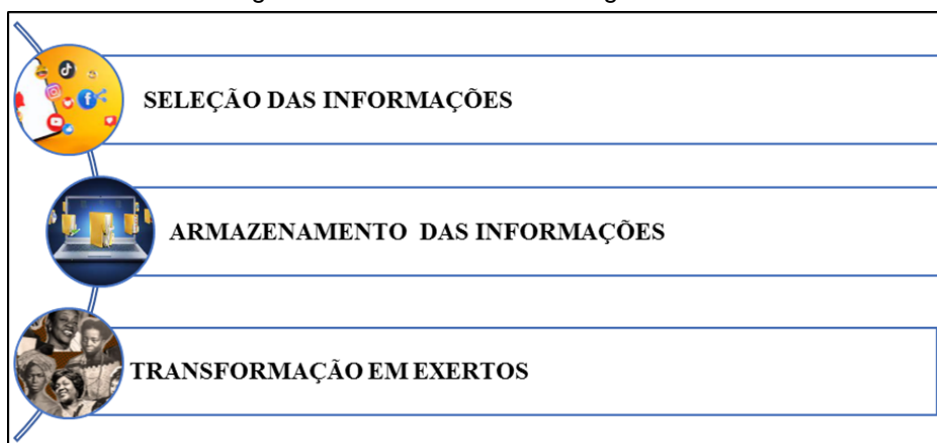 SELEÇÃO DAS INFORMAÇÕES
ARMAZENAMENTO DAS INFORMAÇÕES
TRANSFORMAÇÃO EM EXERTOS